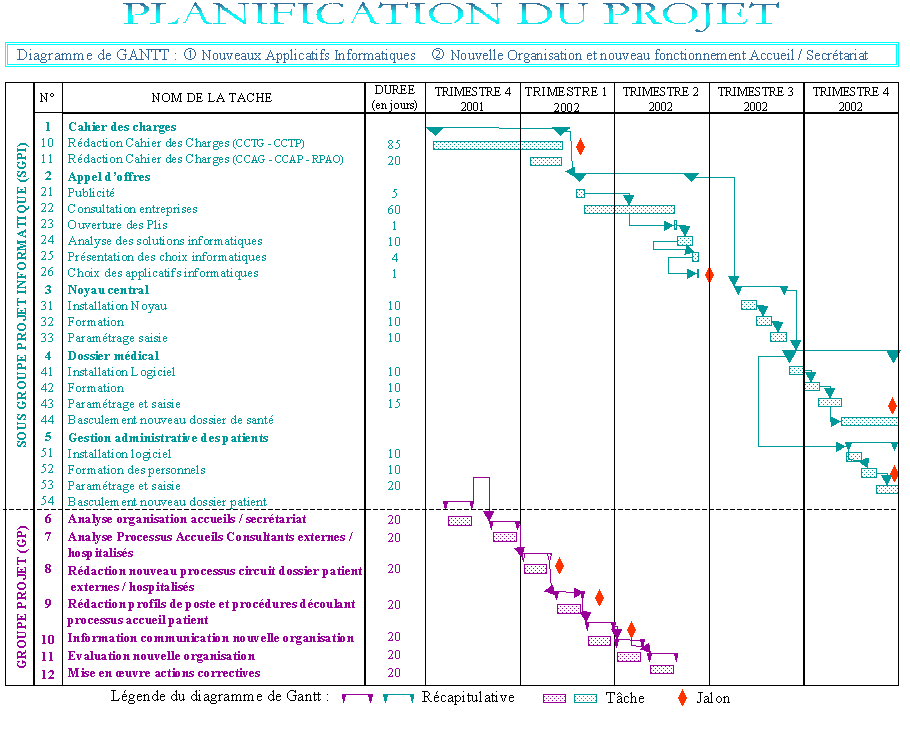 PLANIFICATION DU PROJET
Diagramme de GANTT : ① Nouveaux Applicatifs Informatiques ② Nouvelle Organisation et nouveau fonctionnement Accueil / Secrétariat
N° NOM DE LA TACHE DUREE (en jours) TRIMESTRE 4 2001 TRIMESTRE 1 2002 TRIMESTRE 2 2002 TRIMESTRE 3 2002 TRIMESTRE 4 2002
SOUS GROUPE PROJET INFORMATIQUE (SGPI)
1 Cahier des charges
10 Rédaction Cahier des Charges (CCTG - CCTP) 85
11 Rédaction Cahier des Charges (CCAG - CCAP - RPAO) 20
2 Appel d'offres
21 Publicité 5
22 Consultation entreprises 60
23 Ouverture des Plis 1
24 Analyse des solutions informatiques 10
25 Présentation des choix informatiques 4
26 Choix des applicatifs informatiques 1
3 Noyau central
31 Installation Noyau 10
32 Formation 10
33 Paramétrage saisie 10
4 Dossier médical
41 Installation Logiciel 10
42 Formation 10
43 Paramétrage et saisie 15
44 Basculement nouveau dossier de santé
5 Gestion administrative des patients
51 Installation logiciel 10
52 Formation des personnels 10
53 Paramétrage et saisie 20
54 Basculement nouveau dossier patient
GROUPE PROJET (GP)
6 Analyse organisation accueils / secrétariat 20
7 Analyse Processus Accueils Consultants externes / 20
hospitalisés
8 Rédaction nouveau processus circuit dossier patient 20
externes / hospitalisés
9 Rédaction profils de poste et procédures découlant 20
processus accueil patient
10 Information communication nouvelle organisation 20
11 Evaluation nouvelle organisation 20
12 Mise en œuvre actions correctives 20
Légende du diagramme de Gantt : Récapitulative Tâche Jalon